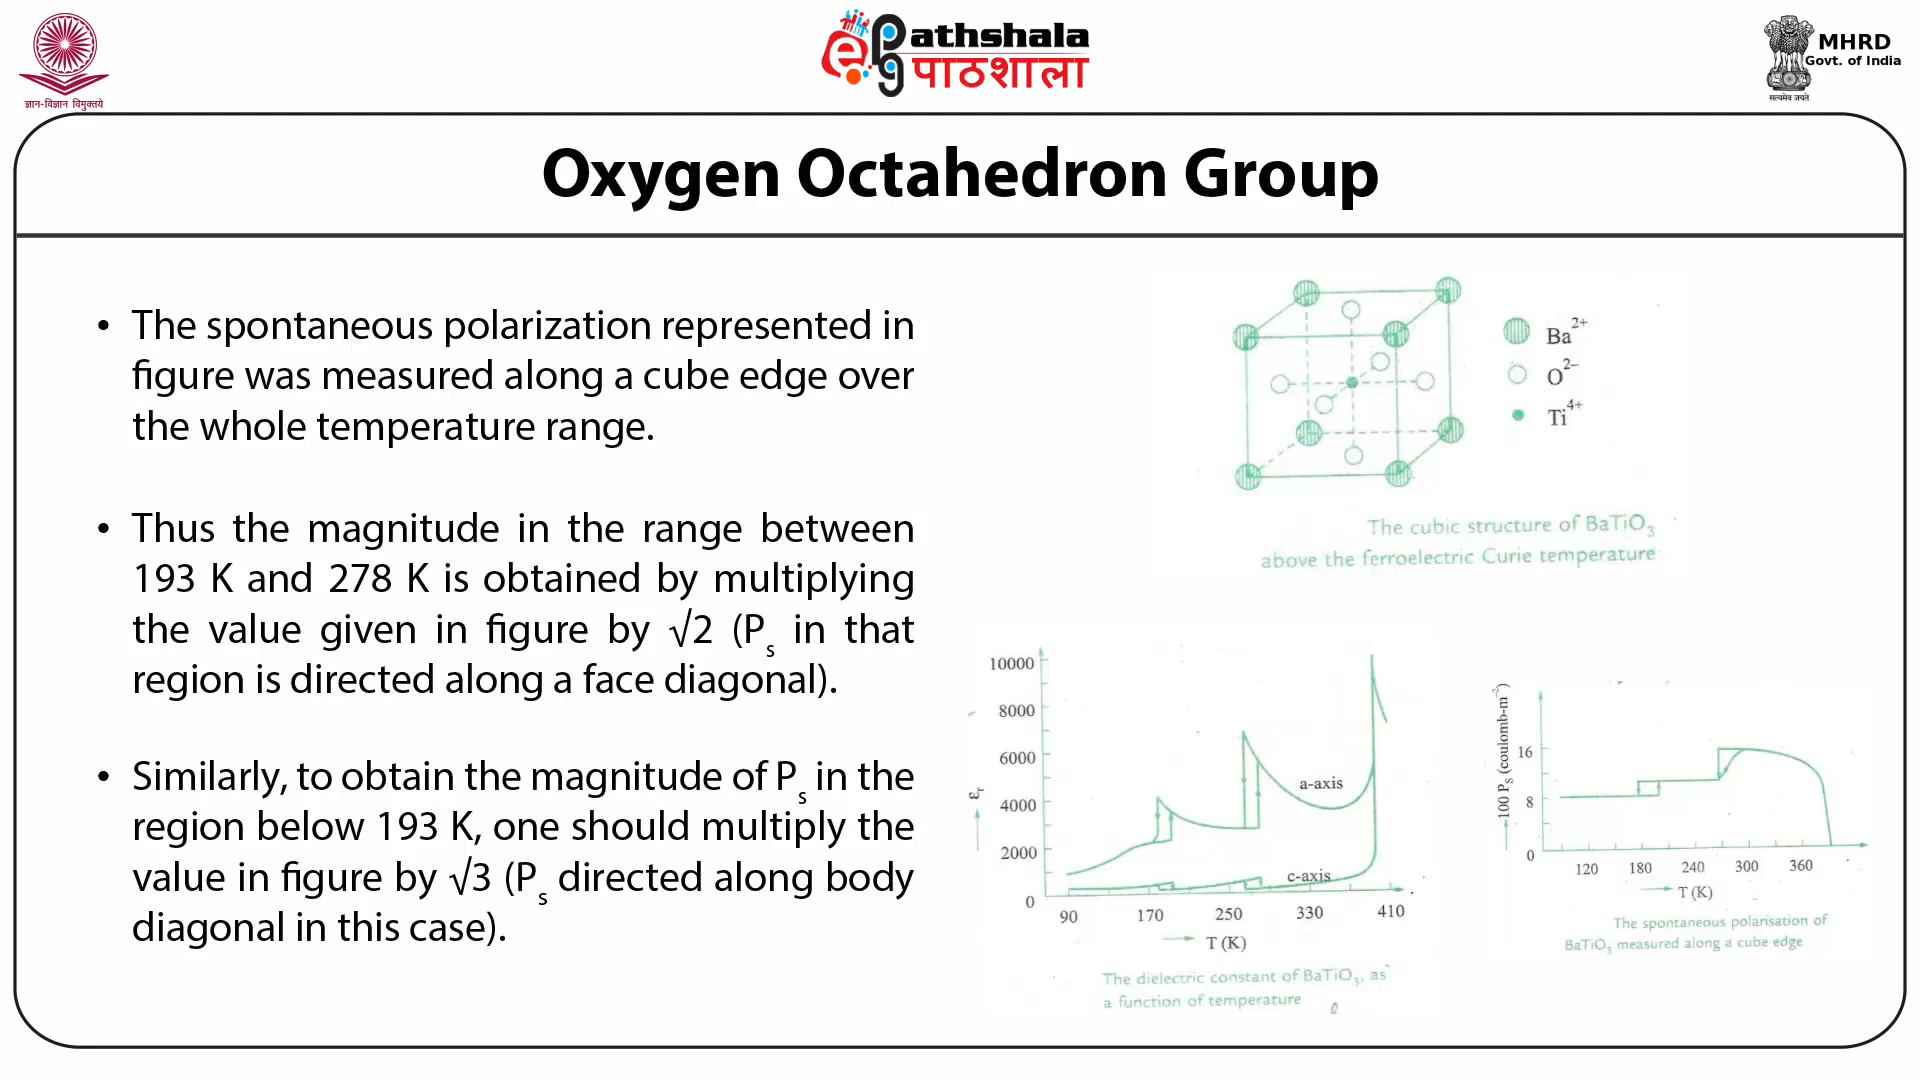 ज्ञान-विज्ञान विमुक्तये
ePathshala
पाठशाला
MHRD
Govt. of India
सत्यमेव जयते
Oxygen Octahedron Group
• The spontaneous polarization represented in
figure was measured along a cube edge over
the whole temperature range.
• Thus the magnitude in the range between
193 K and 278 K is obtained by multiplying
the value given in figure by √2 (Pₛ in that
region is directed along a face diagonal).
• Similarly, to obtain the magnitude of Pₛ in the
region below 193 K, one should multiply the
value in figure by √3 (Pₛ directed along body
diagonal in this case).
Ba²⁺
O²⁻
Ti⁴⁺
The cubic structure of BaTiO₃
above the ferroelectric Curie temperature
10000
8000
6000
4000
2000
0
εᵣ
a-axis
c-axis
90 170 250 330 410
T (K)
The dielectric constant of BaTiO₃, as
a function of temperature
100 Pₛ (coulomb-m⁻²)
16
8
0
120 180 240 300 360
T (K)
The spontaneous polarisation of
BaTiO₃ measured along a cube edge